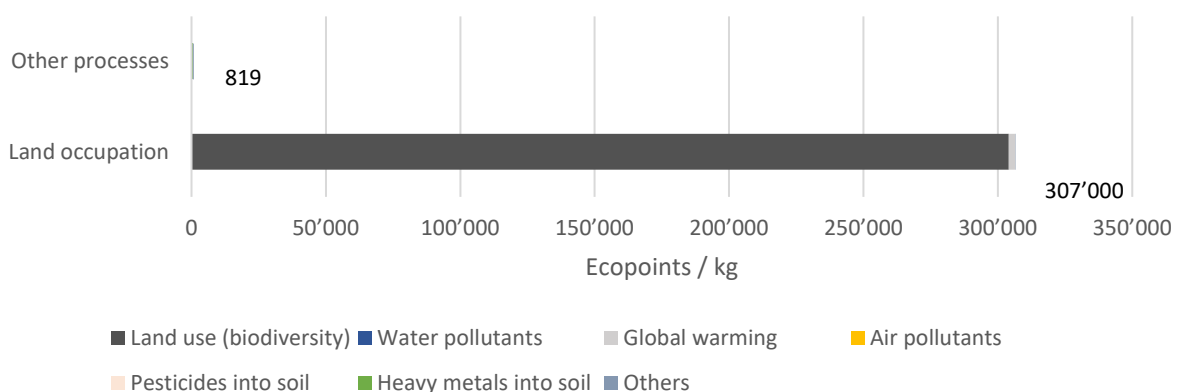 Other processes
819
Land occupation
307’000
0 50’000 100’000 150’000 200’000 250’000 300’000 350’000
Ecopoints / kg
Land use (biodiversity) Water pollutants Global warming Air pollutants
Pesticides into soil Heavy metals into soil Others